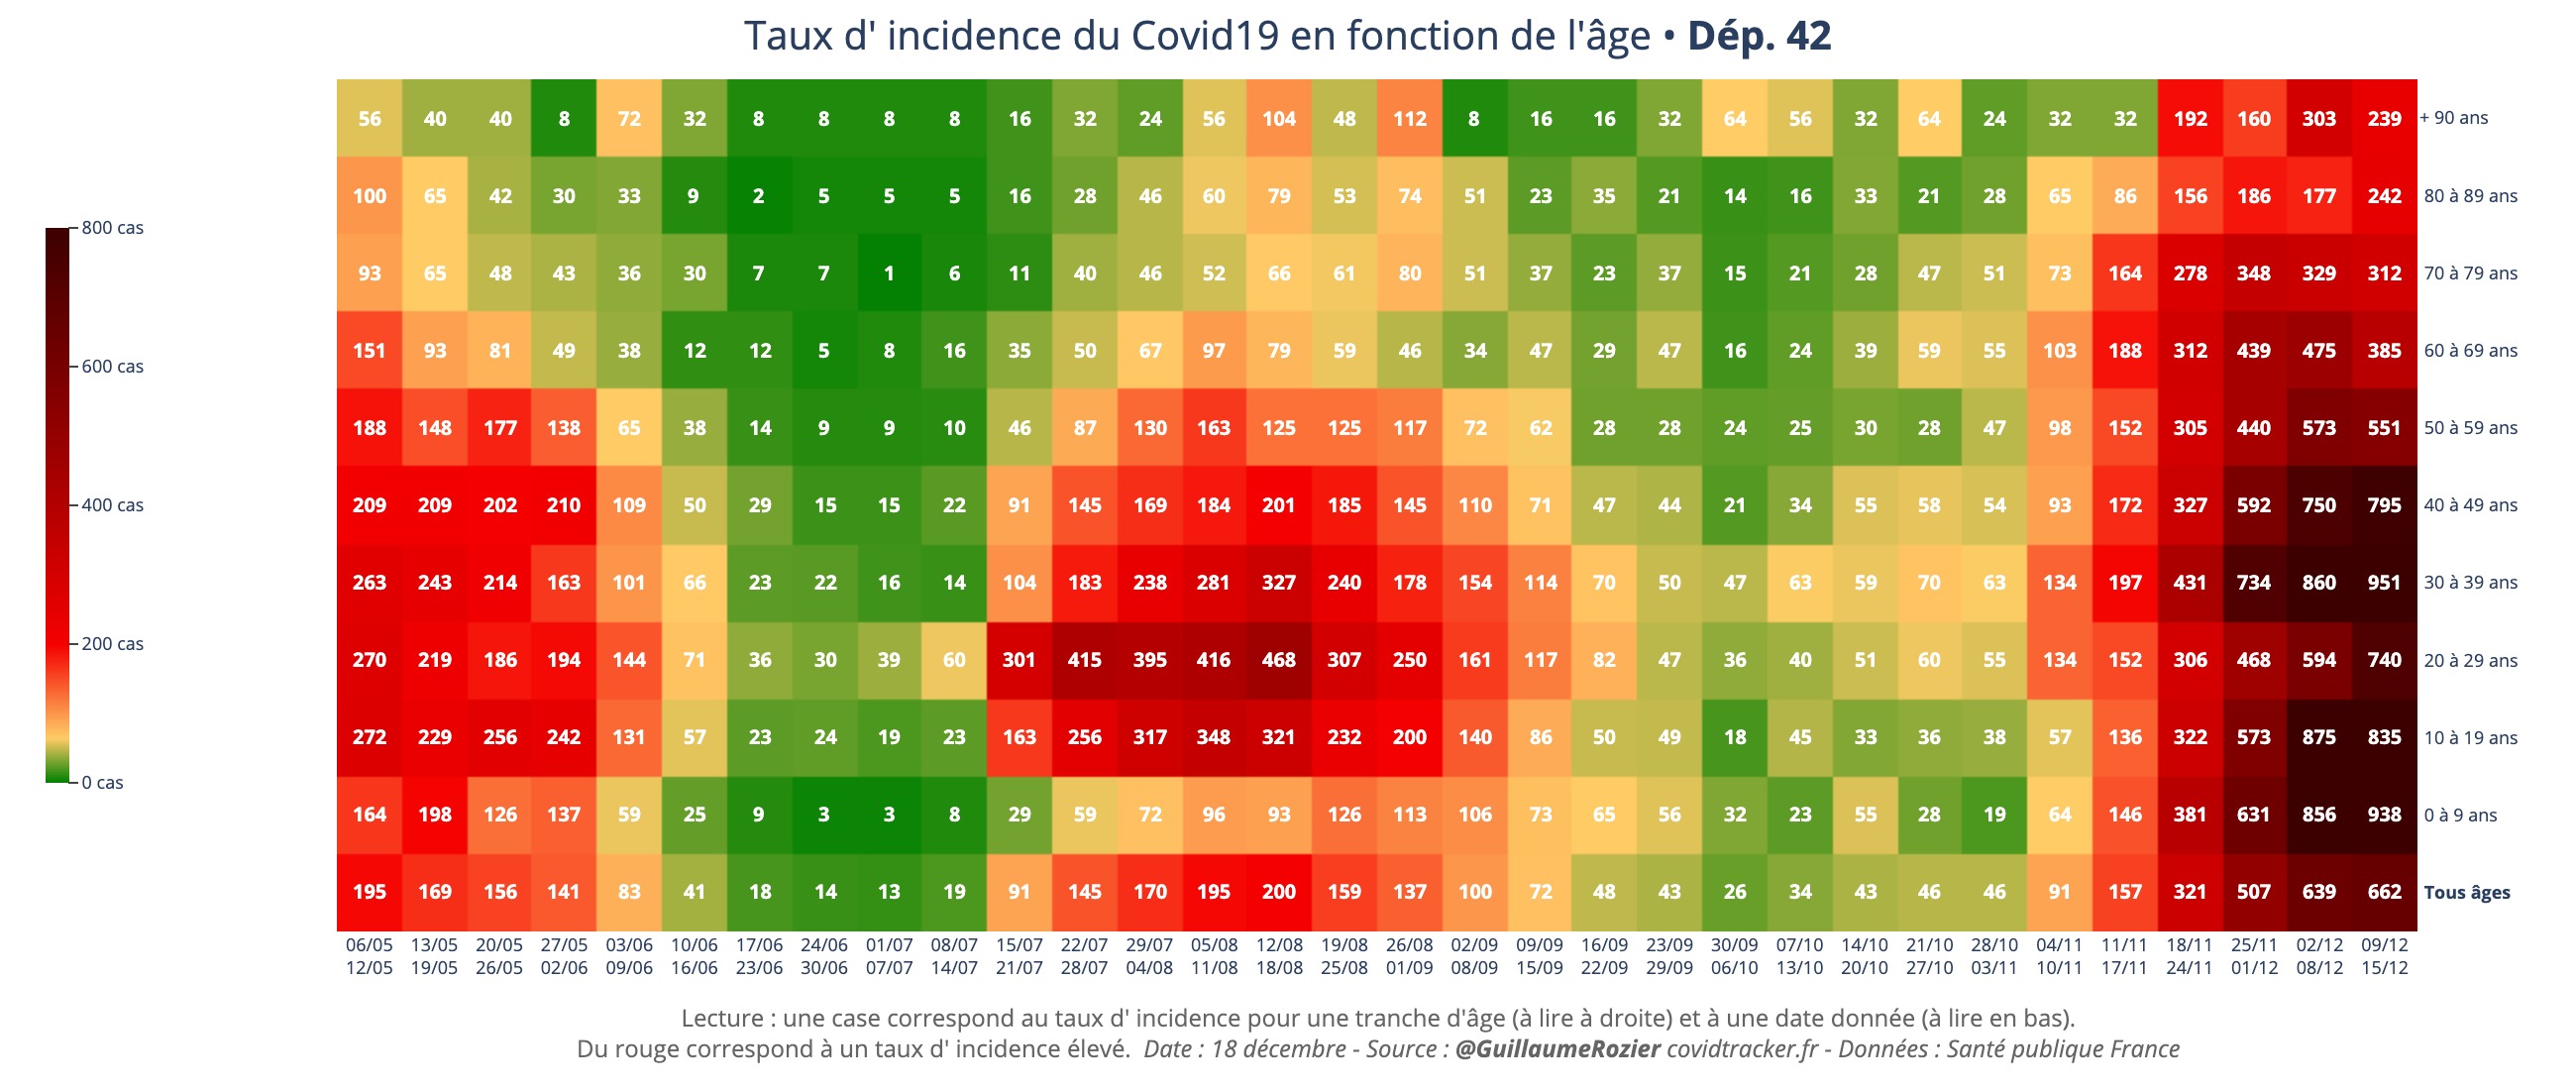 Taux d' incidence du Covid19 en fonction de l'âge • Dép. 42
56 40 40 8 72 32 8 8 8 8 16 32 24 56 104 48 112 8 16 16 32 64 56 32 64 24 32 32 192 160 303 239 + 90 ans
100 65 42 30 33 9 2 5 5 5 16 28 46 60 79 53 74 51 23 35 21 14 16 33 21 28 65 86 156 186 177 242 80 à 89 ans
800 cas
93 65 48 43 36 30 7 7 1 6 11 40 46 52 66 61 80 51 37 23 37 15 21 28 47 51 73 164 278 348 329 312 70 à 79 ans
151 93 81 49 38 12 12 5 8 16 35 50 67 97 79 59 46 34 47 29 47 16 24 39 59 55 103 188 312 439 475 385 60 à 69 ans
600 cas
188 148 177 138 65 38 14 9 9 10 46 87 130 163 125 125 117 72 62 28 28 24 25 30 28 47 98 152 305 440 573 551 50 à 59 ans
400 cas
209 209 202 210 109 50 29 15 15 22 91 145 169 184 201 185 145 110 71 47 44 21 34 55 58 54 93 172 327 592 750 795 40 à 49 ans
263 243 214 163 101 66 23 22 16 14 104 183 238 281 327 240 178 154 114 70 50 47 63 59 70 63 134 197 431 734 860 951 30 à 39 ans
200 cas
270 219 186 194 144 71 36 30 39 60 301 415 395 416 468 307 250 161 117 82 47 36 40 51 60 55 134 152 306 468 594 740 20 à 29 ans
272 229 256 242 131 57 23 24 19 23 163 256 317 348 321 232 200 140 86 50 49 18 45 33 36 38 57 136 322 573 875 835 10 à 19 ans
0 cas
164 198 126 137 59 25 9 3 3 8 29 59 72 96 93 126 113 106 73 65 56 32 23 55 28 19 64 146 381 631 856 938 0 à 9 ans
195 169 156 141 83 41 18 14 13 19 91 145 170 195 200 159 137 100 72 48 43 26 34 43 46 46 91 157 321 507 639 662 Tous âges
06/05 13/05 20/05 27/05 03/06 10/06 17/06 24/06 01/07 08/07 15/07 22/07 29/07 05/08 12/08 19/08 26/08 02/09 09/09 16/09 23/09 30/09 07/10 14/10 21/10 28/10 04/11 11/11 18/11 25/11 02/12 09/12
12/05 19/05 26/05 02/06 09/06 16/06 23/06 30/06 07/07 14/07 21/07 28/07 04/08 11/08 18/08 25/08 01/09 08/09 15/09 22/09 29/09 06/10 13/10 20/10 27/10 03/11 10/11 17/11 24/11 01/12 08/12 15/12
Lecture : une case correspond au taux d' incidence pour une tranche d'âge (à lire à droite) et à une date donnée (à lire en bas).
Du rouge correspond à un taux d' incidence élevé. Date : 18 décembre - Source : @GuillaumeRozier covidtracker.fr - Données : Santé publique France